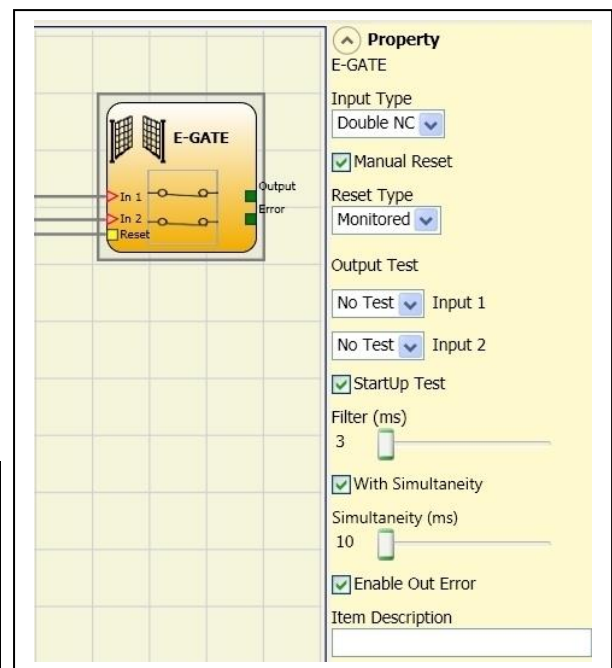 E-GATE
In 1
In 2
Reset
Output
Error
Property
E-GATE
Input Type
Double NC
Manual Reset
Reset Type
Monitored
Output Test
No Test Input 1
No Test Input 2
StartUp Test
Filter (ms)
3
With Simultaneity
Simultaneity (ms)
10
Enable Out Error
Item Description